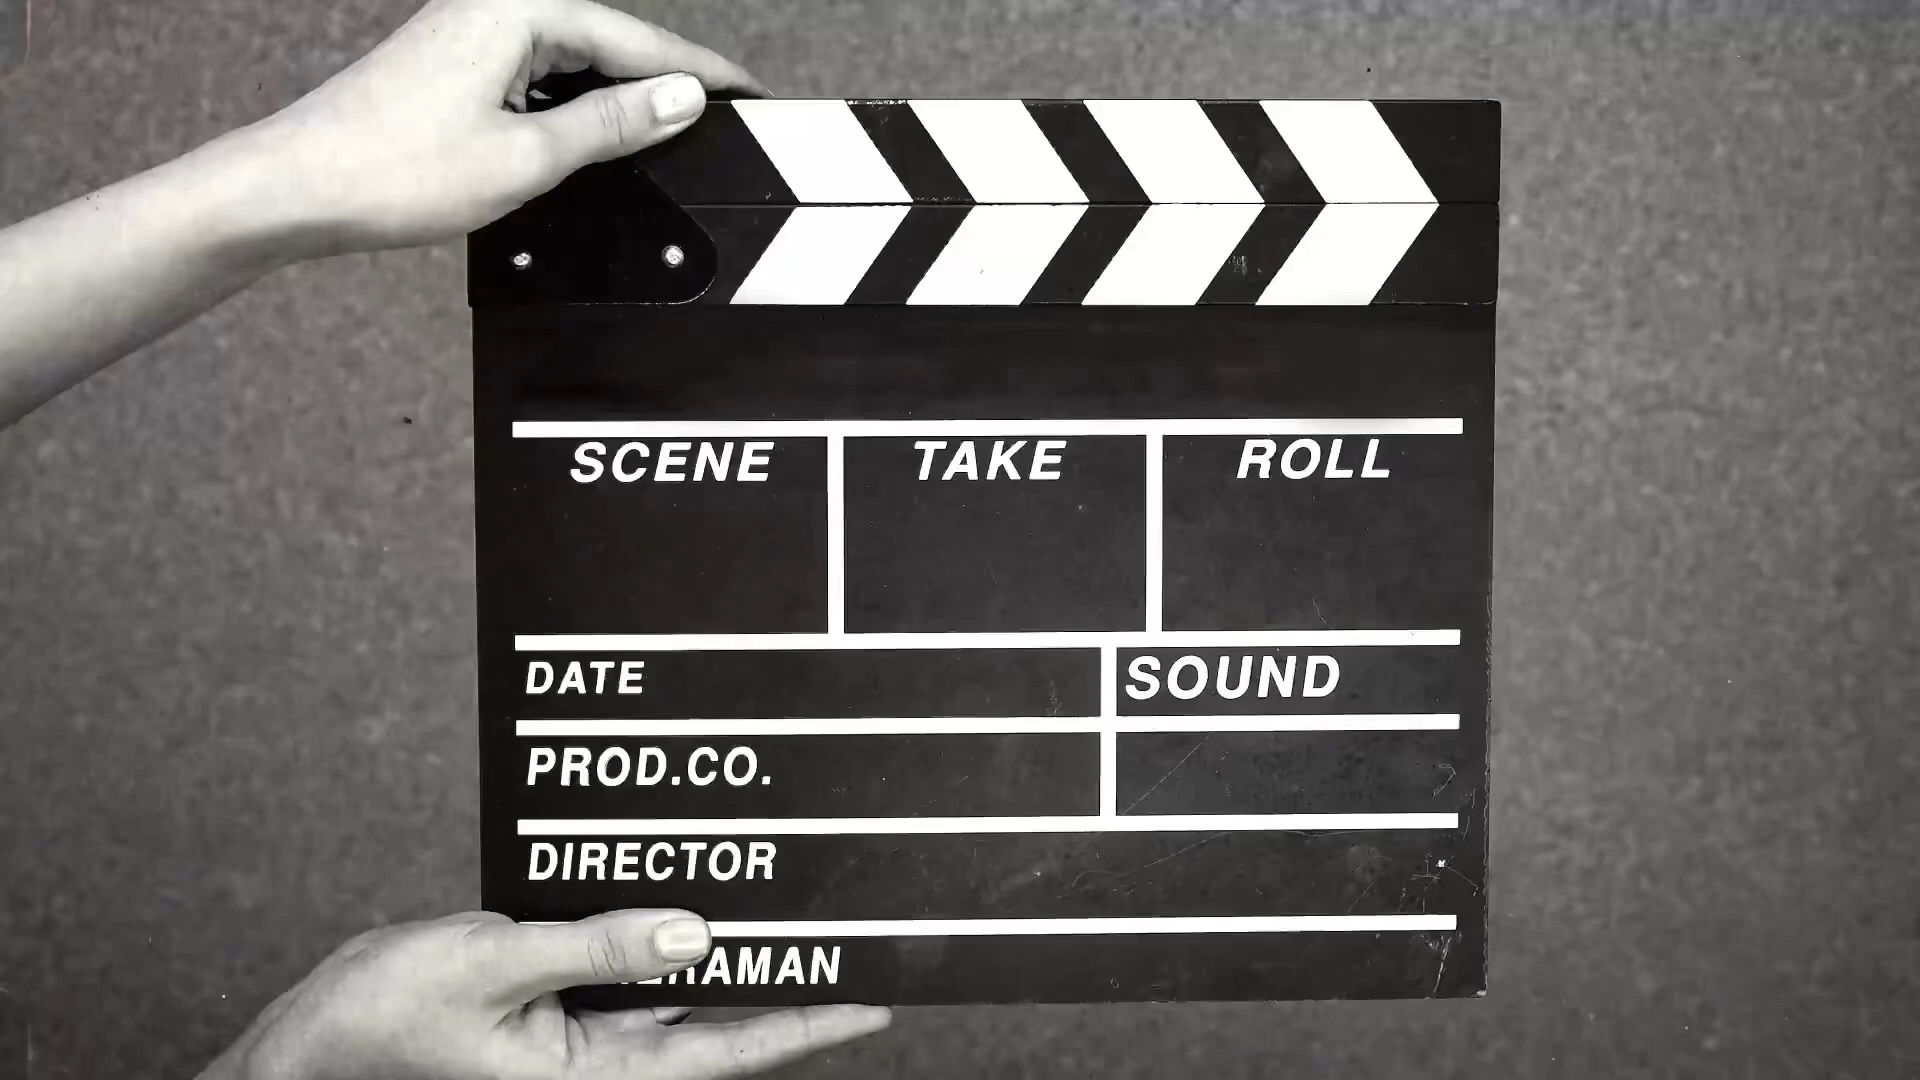 SCENE TAKE ROLL
DATE SOUND
PROD.CO.
DIRECTOR